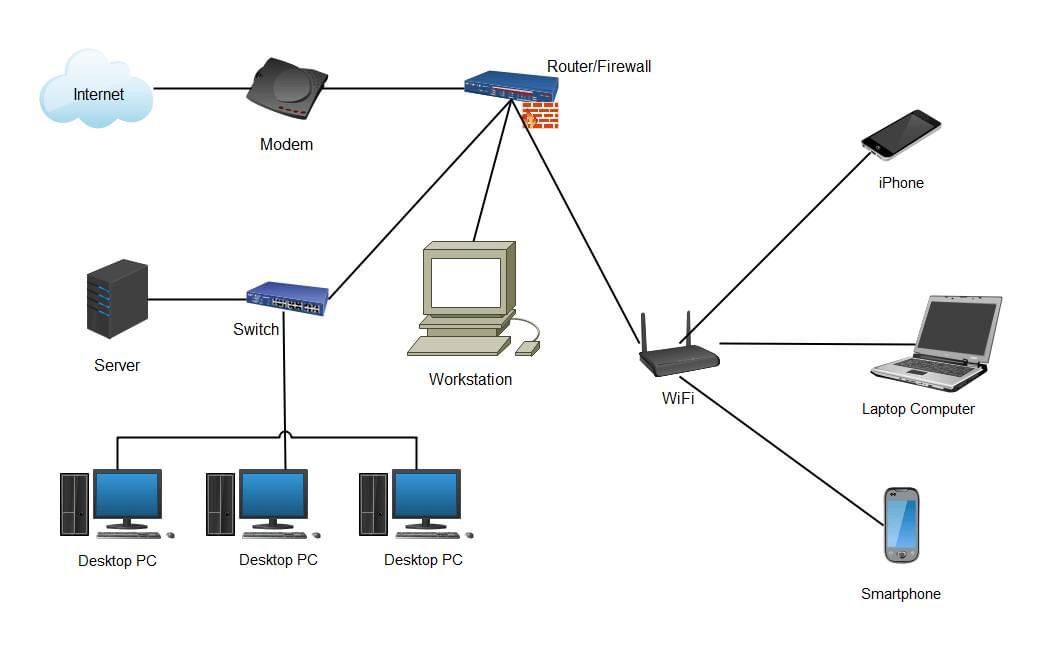 Internet
Modem
Router/Firewall
iPhone
Server
Switch
Workstation
WiFi
Laptop Computer
Desktop PC
Desktop PC
Desktop PC
Smartphone